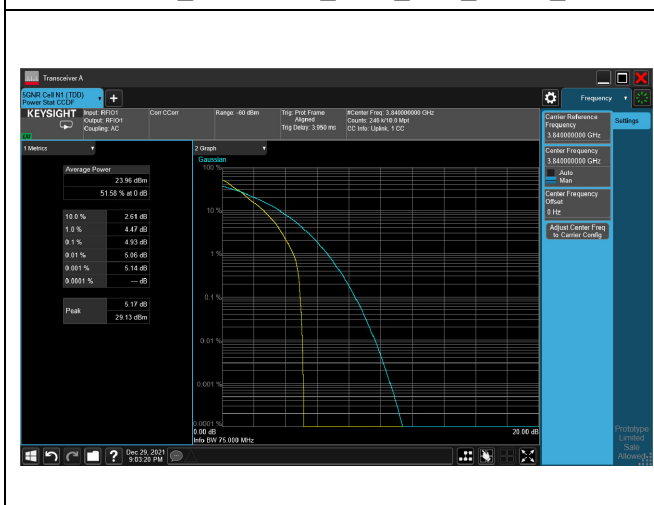 Transceiver A
5GNR Cell N1 (TDD)
Power Stat CCDF
KEYSIGHT
Input: RFIO1
Output: RFIO1
Coupling: AC
Corr CCorr
Range: -60 dBm
Trig: Prot Frame
Aligned
Trig Delay: 3.950 ms
#Center Freq: 3.840000000 GHz
Counts: 246 k/10.0 Mpt
CC Info: Uplink, 1 CC
Frequency
Settings
Carrier Reference
Frequency
3.840000000 GHz
Center Frequency
3.840000000 GHz
Auto
Man
Center Frequency
Offset
0 Hz
Adjust Center Freq
to Carrier Config
1 Metrics
Average Power
23.96 dBm
51.58 % at 0 dB
10.0 % 2.61 dB
1.0 % 4.47 dB
0.1 % 4.93 dB
0.01 % 5.06 dB
0.001 % 5.14 dB
0.0001 % --- dB
Peak
5.17 dB
29.13 dBm
2 Graph
Gaussian
100 %
10 %
1 %
0.1 %
0.01 %
0.001 %
0.0001 %
0.00 dB
20.00 dB
Info BW 75.000 MHz
Prototype
Limited
Sale
Allowed
Dec 29, 2021
9:03:20 PM